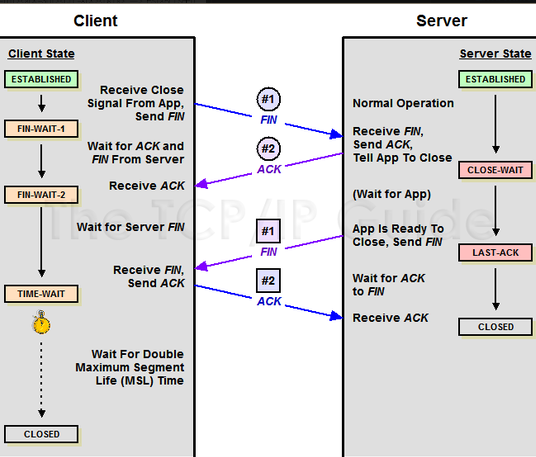 Client
Server
Client State
Server State
ESTABLISHED
Receive Close
Signal From App,
Send FIN
#1
FIN
Normal Operation
ESTABLISHED
FIN-WAIT-1
Wait for ACK and
FIN From Server
#2
ACK
Receive FIN,
Send ACK,
Tell App To Close
CLOSE-WAIT
FIN-WAIT-2
Receive ACK
(Wait for App)
The TCP/IP Guide
Wait for Server FIN
#1
FIN
App Is Ready To
Close, Send FIN
LAST-ACK
Receive FIN,
Send ACK
#2
ACK
Wait for ACK
to FIN
TIME-WAIT
Receive ACK
CLOSED
Wait For Double
Maximum Segment
Life (MSL) Time
CLOSED